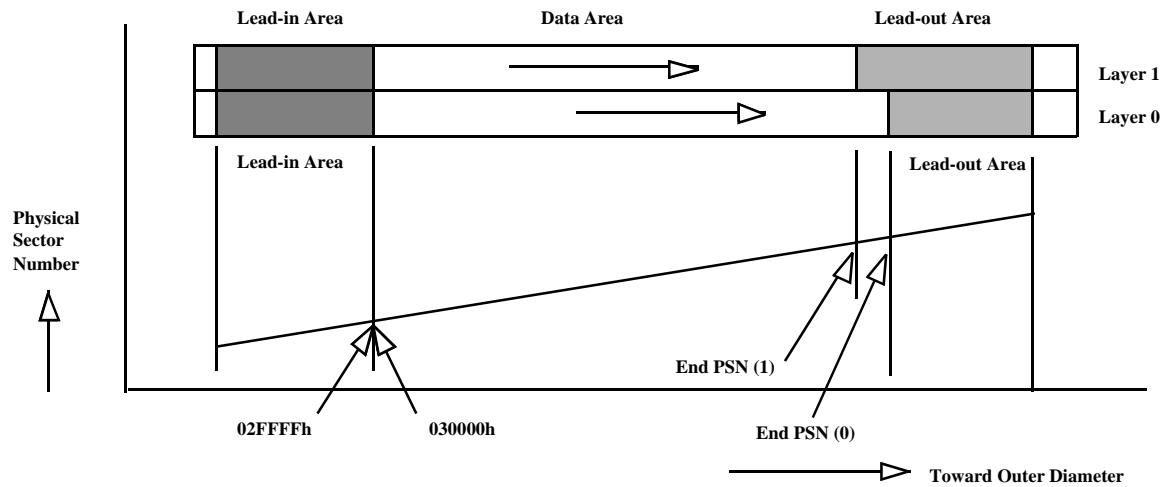 Lead-in Area
Data Area
Lead-out Area
Layer 1
Layer 0
Lead-in Area
Lead-out Area
Physical
Sector
Number
End PSN (1)
02FFFFh
030000h
End PSN (0)
Toward Outer Diameter